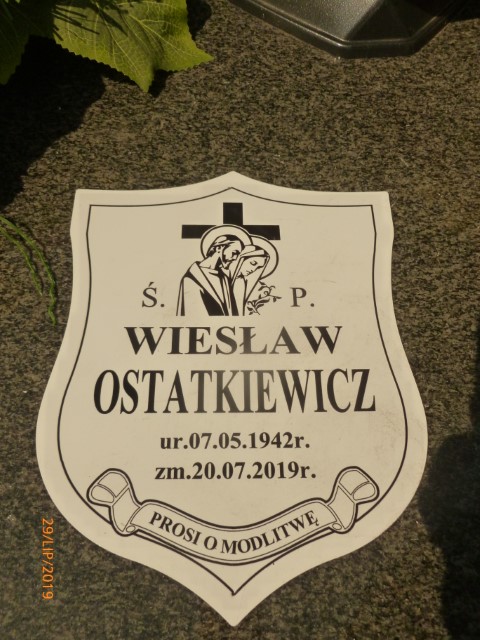 Ś. P.
WIESŁAW
OSTATKIEWICZ
ur.07.05.1942r.
zm.20.07.2019r.
PROSI O MODLITWĘ
29/LIP/2019